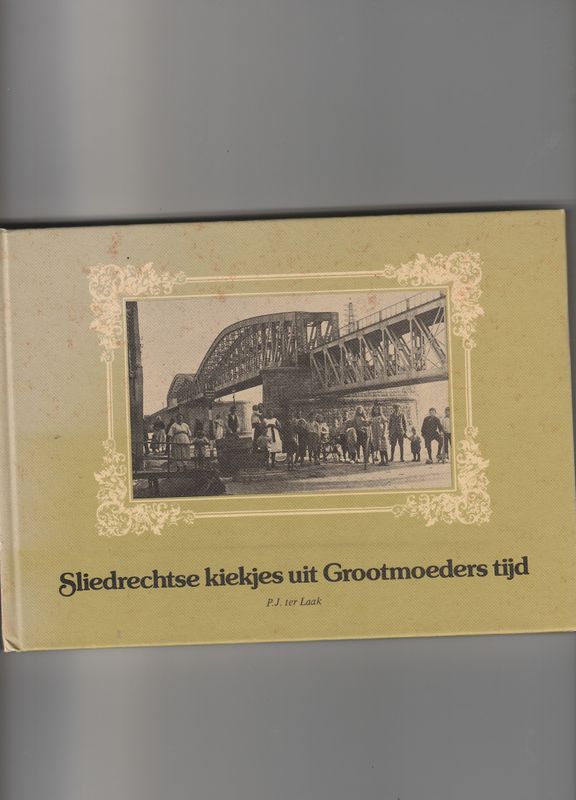 Sliedrechtse kiekjes uit Grootmoeders tijd
P.J. ter Laak